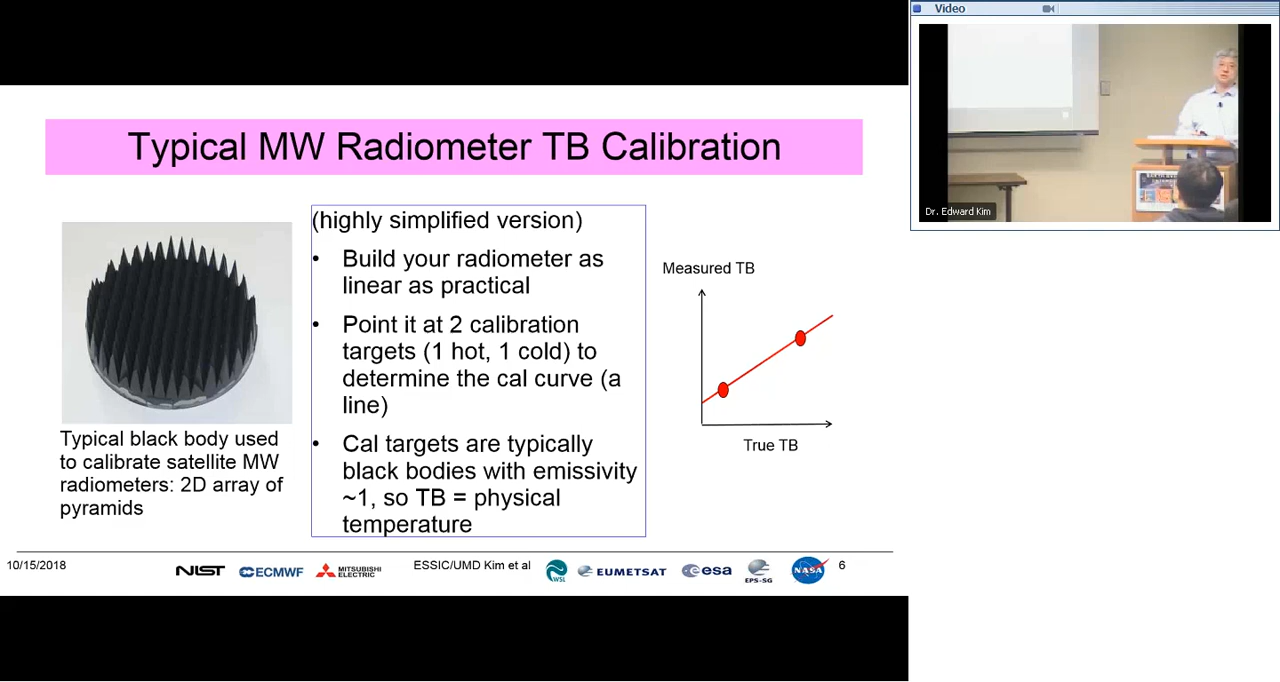 Video
Dr. Edward Kim
Typical MW Radiometer TB Calibration
Typical black body used
to calibrate satellite MW
radiometers: 2D array of
pyramids
(highly simplified version)
• Build your radiometer as
linear as practical
• Point it at 2 calibration
targets (1 hot, 1 cold) to
determine the cal curve (a
line)
• Cal targets are typically
black bodies with emissivity
~1, so TB = physical
temperature
Measured TB
True TB
10/15/2018
NIST
ECMWF
MITSUBISHI
ELECTRIC
ESSIC/UMD Kim et al
WSL
EUMETSAT
esa
EPS-SG
NASA
6